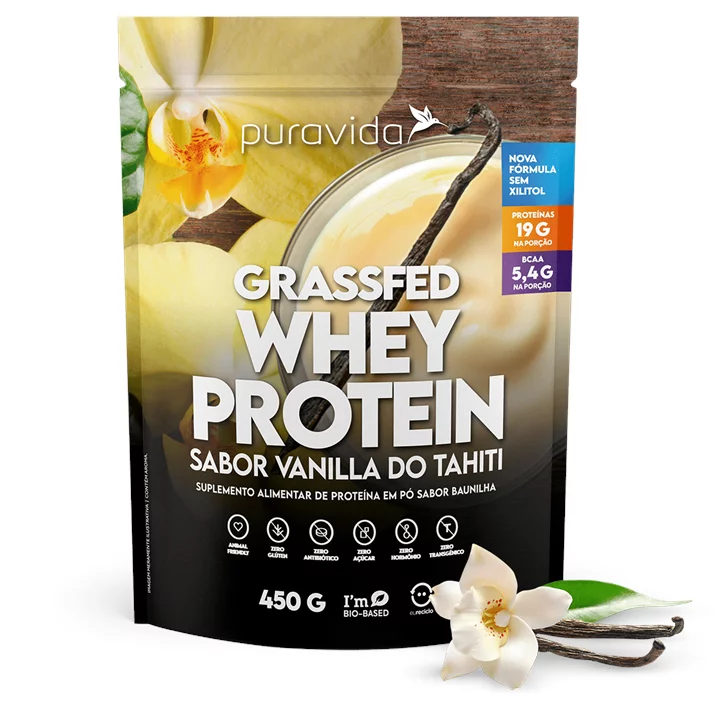 puravida
NOVA
FÓRMULA
SEM
XILITOL
PROTEÍNAS
19 G
NA PORÇÃO
BCAA
5,4 G
NA PORÇÃO
GRASSFED
WHEY
PROTEIN
SABOR VANILLA DO TAHITI
SUPLEMENTO ALIMENTAR DE PROTEÍNA EM PÓ SABOR BAUNILHA
ANIMAL
FRIENDLY
ZERO
GLÚTEN
ZERO
ANTIBIÓTICO
ZERO
AÇÚCAR
ZERO
HORMÔNIO
ZERO
TRANSGÊNICO
450 G
I'm
BIO-BASED
eureciclo
IMAGEM MERAMENTE ILUSTRATIVA | CONTÉM AROMA.